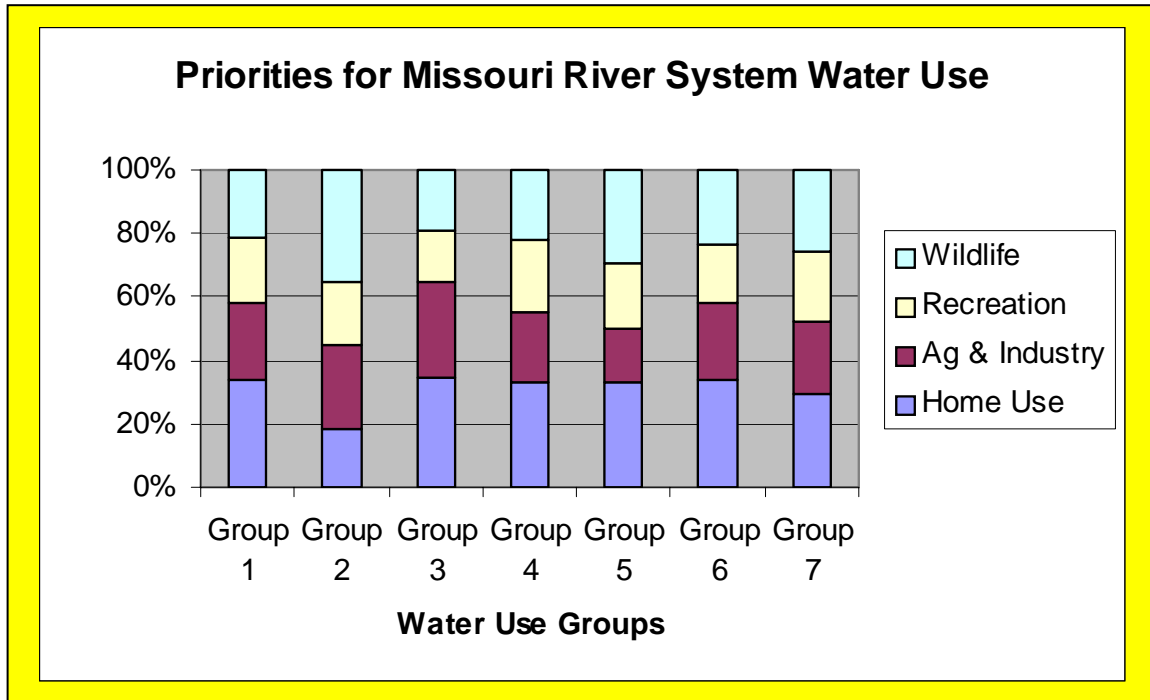 Priorities for Missouri River System Water Use
100%
80%
60%
40%
20%
0%
Group 1
Group 2
Group 3
Group 4
Group 5
Group 6
Group 7
Water Use Groups
Wildlife
Recreation
Ag & Industry
Home Use